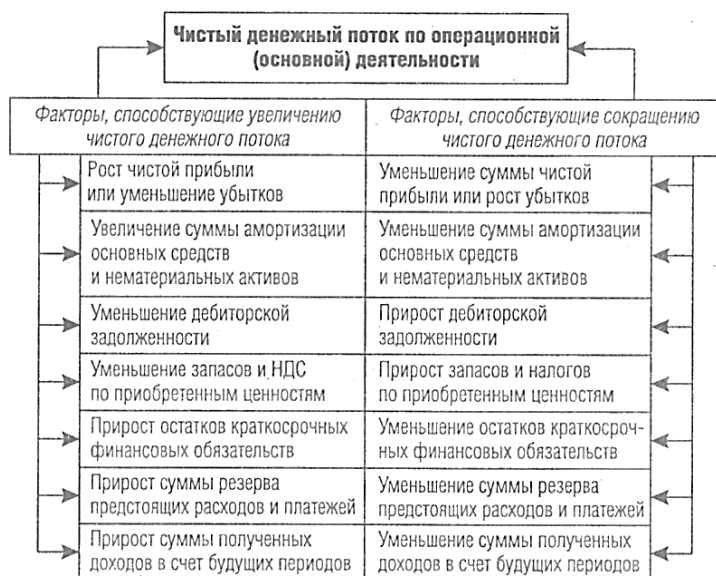 Чистый денежный поток по операционной
(основной) деятельности
Факторы, способствующие увеличению
чистого денежного потока
Факторы, способствующие сокращению
чистого денежного потока
Рост чистой прибыли
или уменьшение убытков
Уменьшение суммы чистой
прибыли или рост убытков
Увеличение суммы амортизации
основных средств
и нематериальных активов
Уменьшение суммы амортизации
основных средств
и нематериальных активов
Уменьшение дебиторской
задолженности
Прирост дебиторской
задолженности
Уменьшение запасов и НДС
по приобретенным ценностям
Прирост запасов и налогов
по приобретенным ценностям
Прирост остатков краткосрочных
финансовых обязательств
Уменьшение остатков краткосроч-
ных финансовых обязательств
Прирост суммы резерва
предстоящих расходов и платежей
Уменьшение суммы резерва
предстоящих расходов и платежей
Прирост суммы полученных
доходов в счет будущих периодов
Уменьшение суммы полученных
доходов в счет будущих периодов